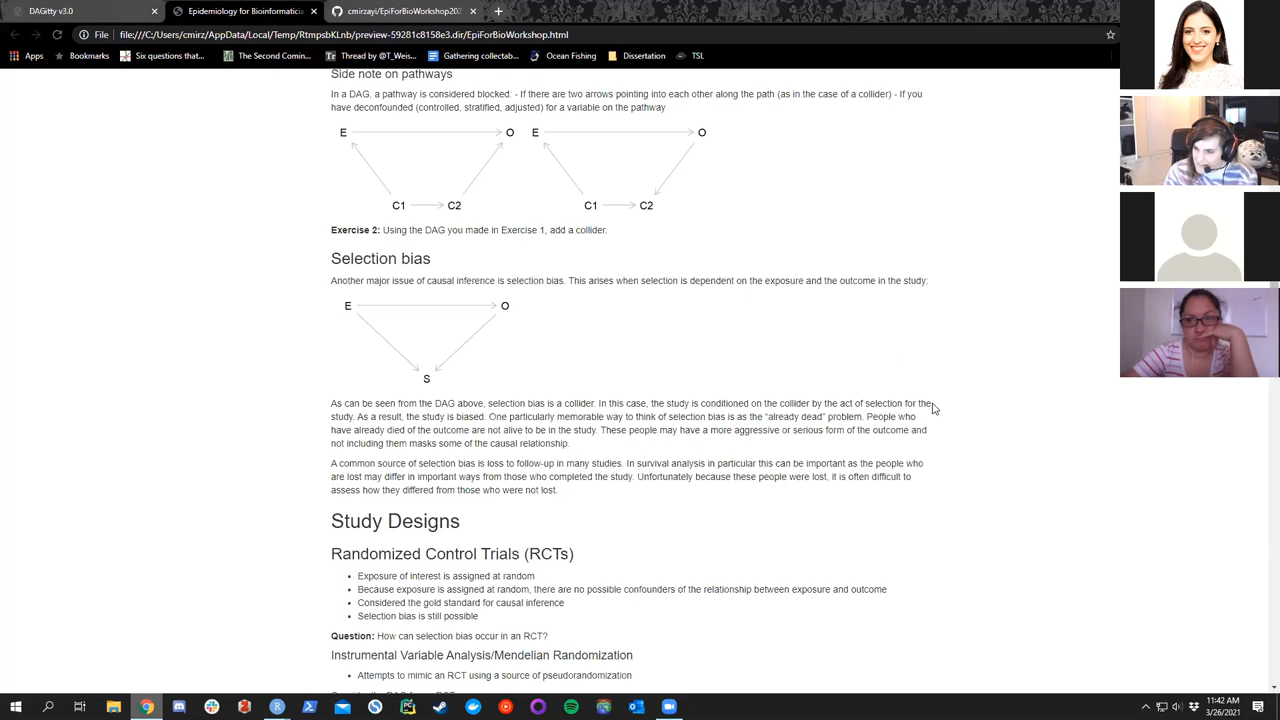 DAGitty v3.0
Epidemiology for Bioinformatic
cmirzayi/EpiForBioWorkshop202
File
file:///C:/Users/cmirz/AppData/Local/Temp/RtmpsbKLnb/preview-59281c8158e3.dir/EpiForBioWorkshop.html
Apps
Bookmarks
Six questions that...
The Second Comin...
Thread by @T_Weis...
Gathering collectab...
Ocean Fishing
Dissertation
TSL
Side note on pathways
In a DAG, a pathway is considered blocked: - If there are two arrows pointing into each other along the path (as in the case of a collider) - If you
have deconfounded (controlled, stratified, adjusted) for a variable on the pathway
E O E O
C1 C2 C1 C2
Exercise 2: Using the DAG you made in Exercise 1, add a collider.
Selection bias
Another major issue of causal inference is selection bias. This arises when selection is dependent on the exposure and the outcome in the study:
E O
S
As can be seen from the DAG above, selection bias is a collider. In this case, the study is conditioned on the collider by the act of selection for the
study. As a result, the study is biased. One particularly memorable way to think of selection bias is as the “already dead” problem. People who
have already died of the outcome are not alive to be in the study. These people may have a more aggressive or serious form of the outcome and
not including them masks some of the causal relationship.
A common source of selection bias is loss to follow-up in many studies. In survival analysis in particular this can be important as the people who
are lost may differ in important ways from those who completed the study. Unfortunately because these people were lost, it is often difficult to
assess how they differed from those who were not lost.
Study Designs
Randomized Control Trials (RCTs)
• Exposure of interest is assigned at random
• Because exposure is assigned at random, there are no possible confounders of the relationship between exposure and outcome
• Considered the gold standard for causal inference
• Selection bias is still possible
Question: How can selection bias occur in an RCT?
Instrumental Variable Analysis/Mendelian Randomization
• Attempts to mimic an RCT using a source of pseudorandomization
11:42 AM
3/26/2021